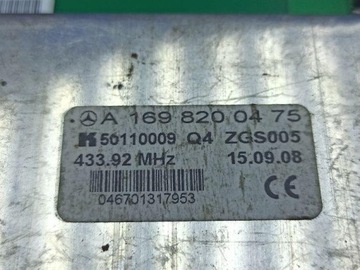 A 169 820 04 75
K 50110009 Q4 ZGS005
433.92 MHz 15.09.08
CE
046701317953